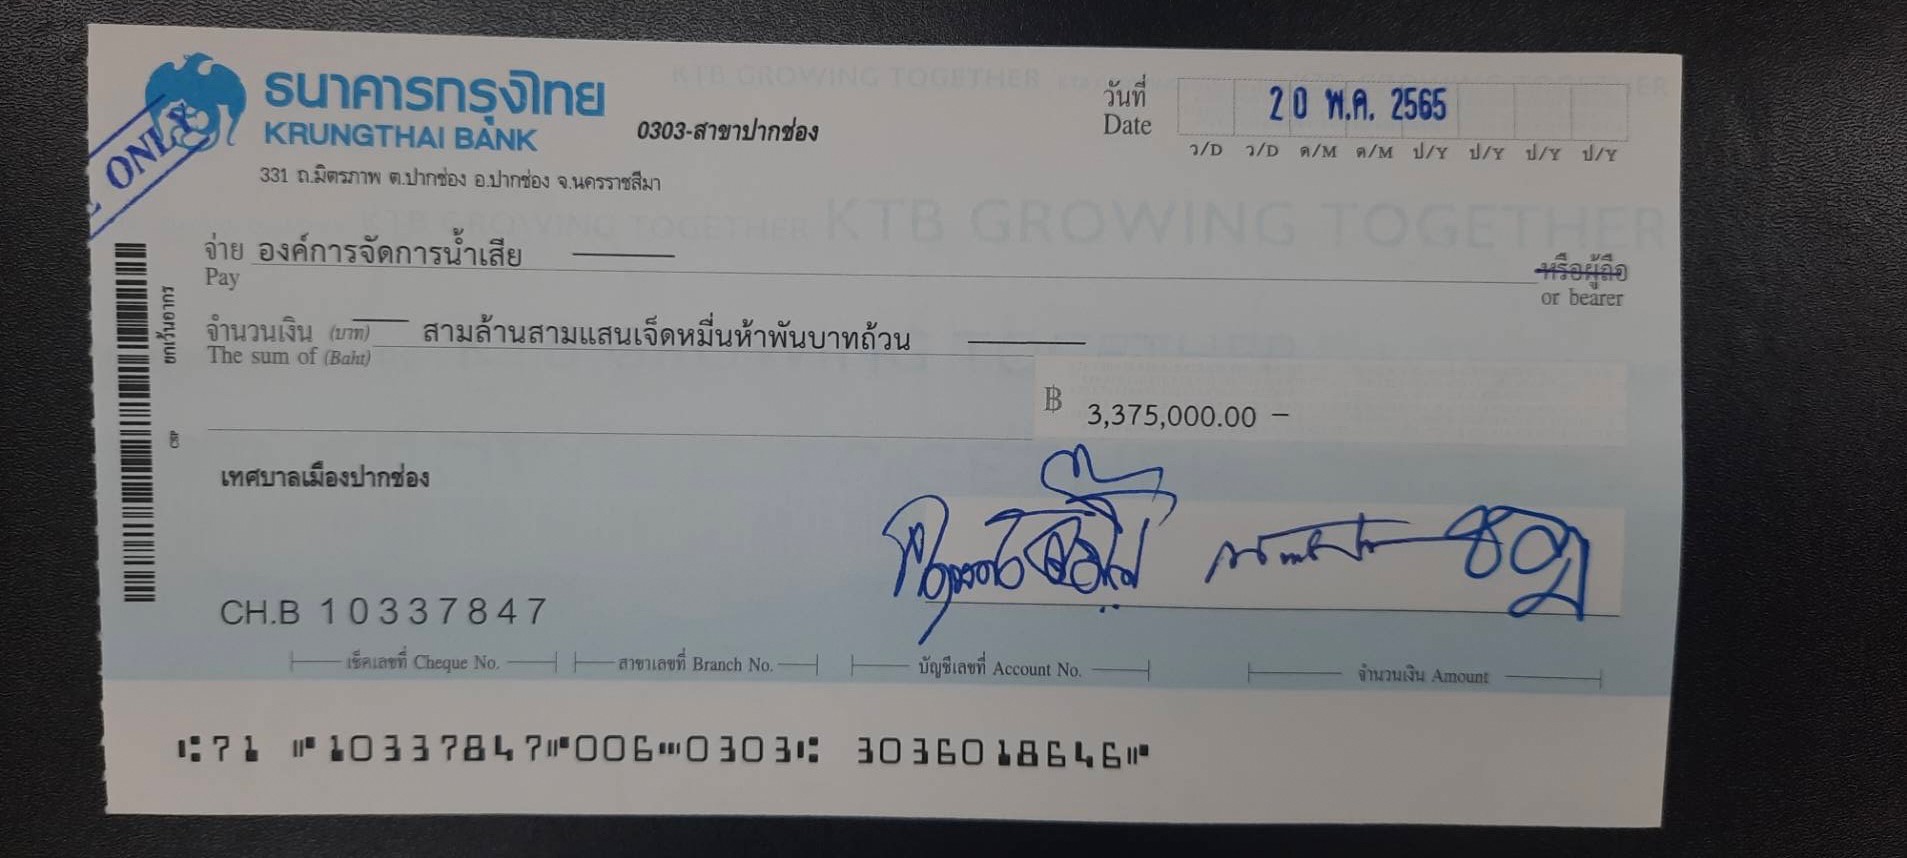 ธนาคารกรุงไทย
KRUNGTHAI BANK
0303-สาขาปากช่อง
331 ถ.มิตรภาพ ต.ปากช่อง อ.ปากช่อง จ.นครราชสีมา
ONLY
KTB GROWING TOGETHER
วันที่ 20 พ.ค. 2565
Date
ว/D ว/D ด/M ด/M ป/Y ป/Y ป/Y ป/Y
KTB GROWING TOGETHER
จ่าย องค์การจัดการน้ำเสีย หรือผู้ถือ
Pay or bearer
จำนวนเงิน (บาท) สามล้านสามแสนเจ็ดหมื่นห้าพันบาทถ้วน
The sum of (Baht)
฿ 3,375,000.00 –
ยกเว้นอากร
CSP
เทศบาลเมืองปากช่อง
CH.B 10337847
เช็คเลขที่ Cheque No. สาขาเลขที่ Branch No. บัญชีเลขที่ Account No. จำนวนเงิน Amount
⑆71 ⑈10337847⑈006⑉0303⑆ 3036018646⑈